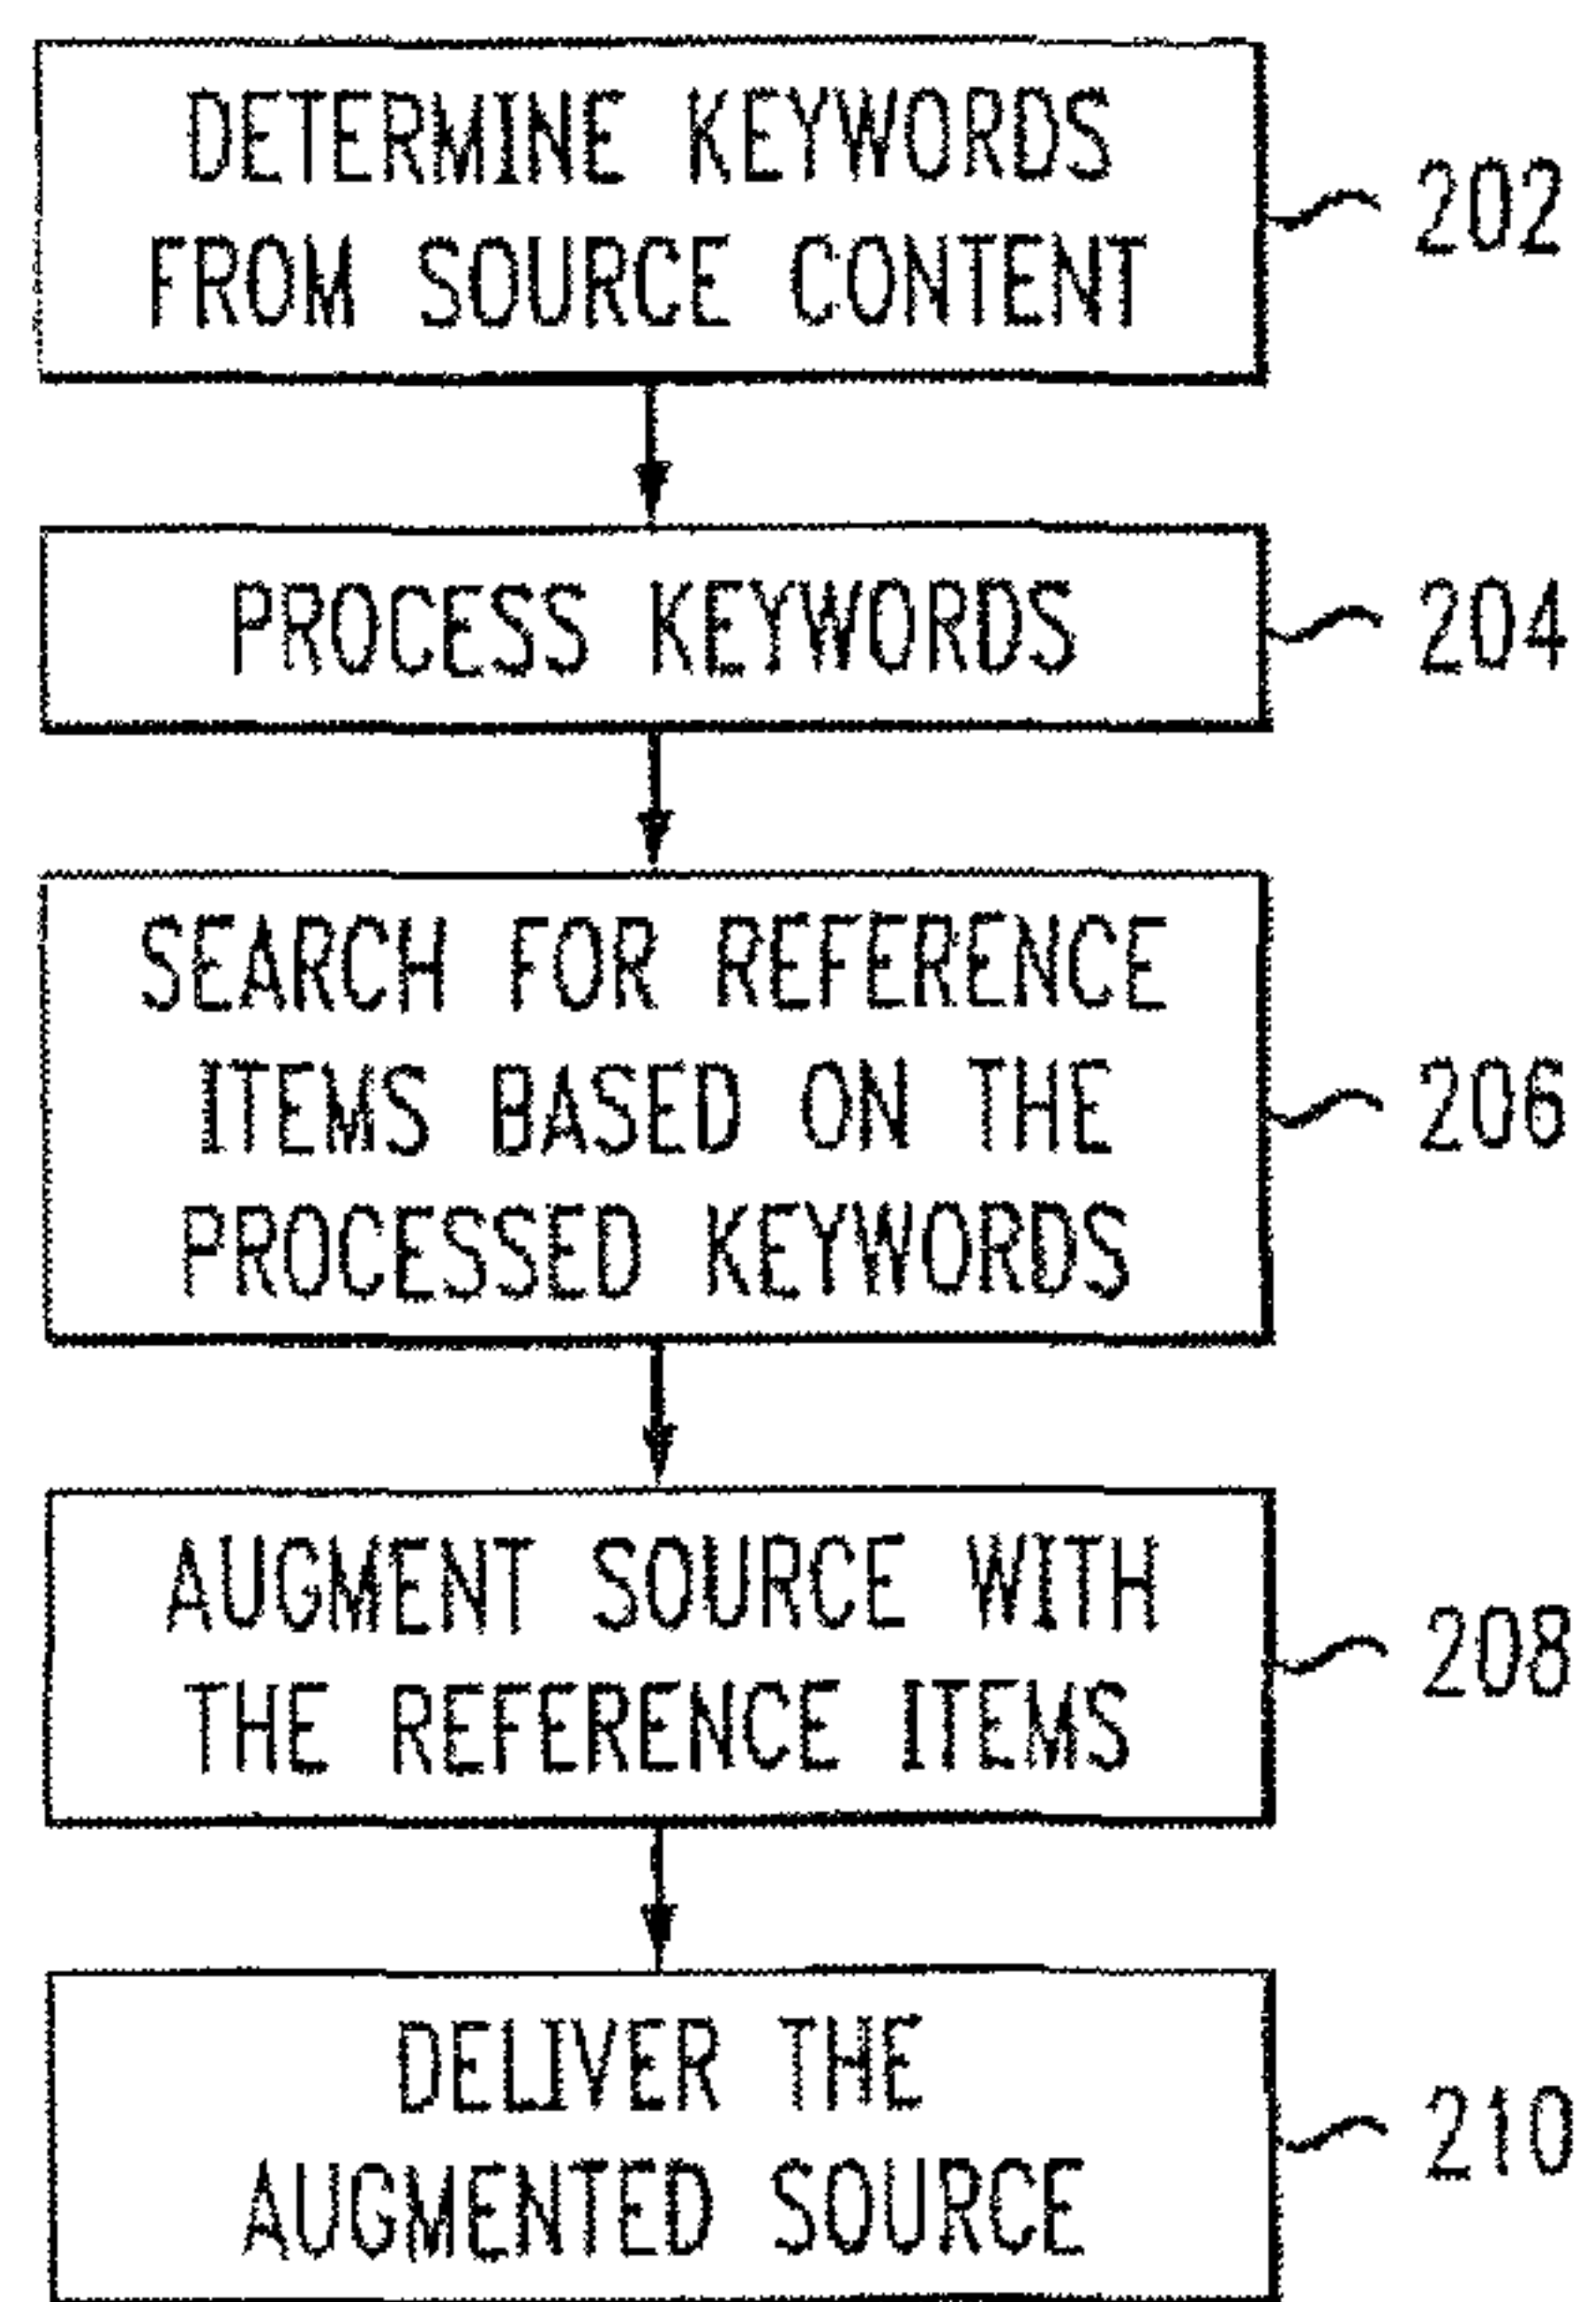 DETERMINE KEYWORDS
FROM SOURCE CONTENT
202
PROCESS KEYWORDS
204
SEARCH FOR REFERENCE
ITEMS BASED ON THE
PROCESSED KEYWORDS
206
AUGMENT SOURCE WITH
THE REFERENCE ITEMS
208
DELIVER THE
AUGMENTED SOURCE
210